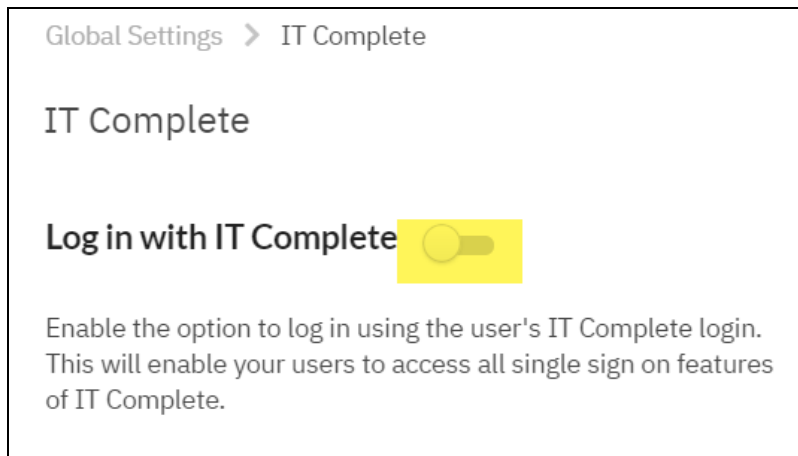 Global Settings > IT Complete
IT Complete
Log in with IT Complete
Enable the option to log in using the user's IT Complete login.
This will enable your users to access all single sign on features
of IT Complete.